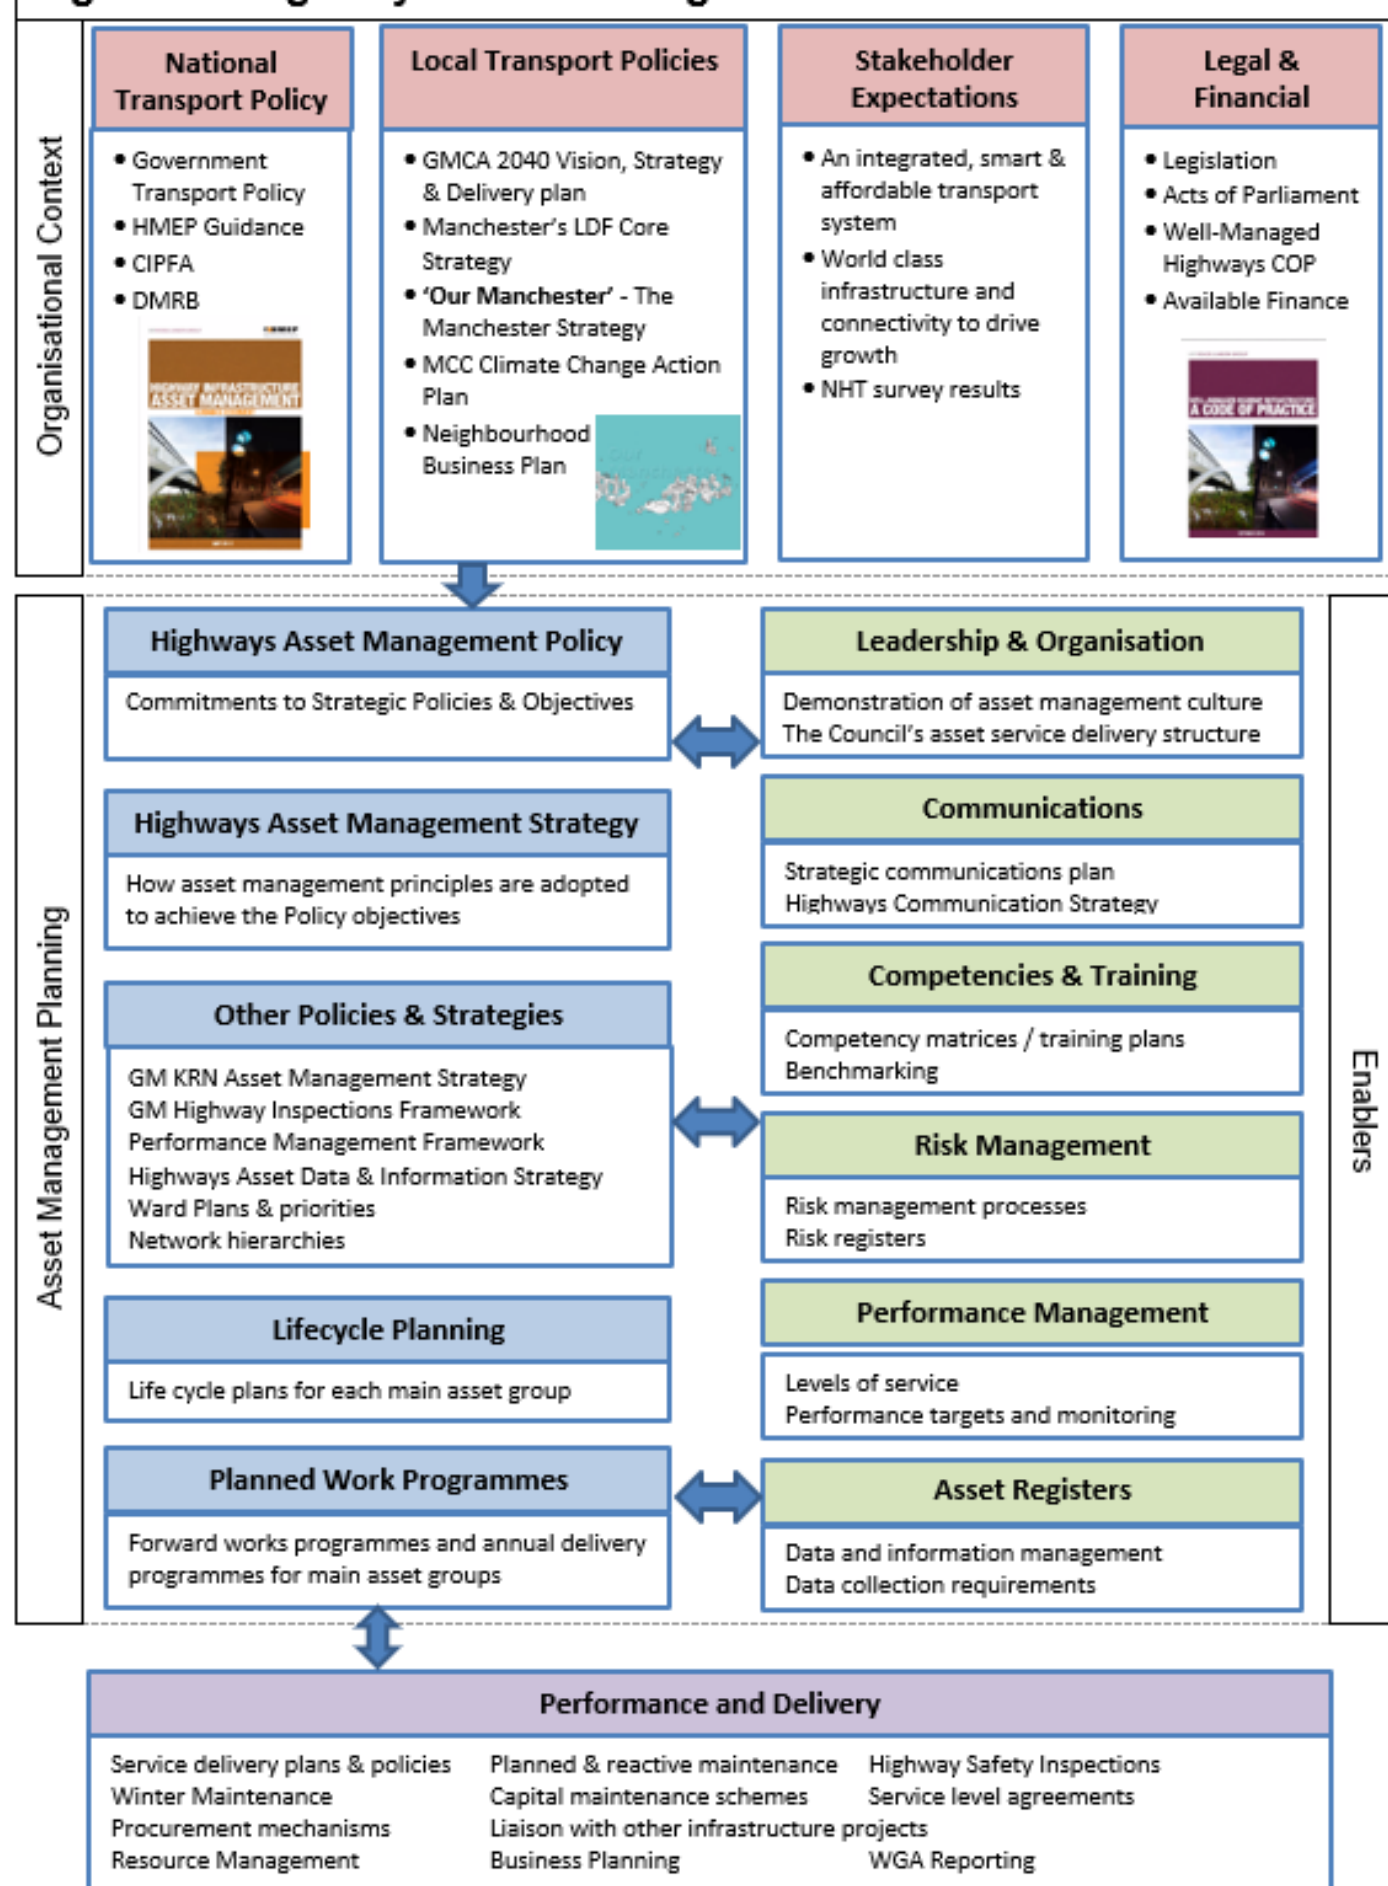 Organisational Context
National
Transport Policy
• Government
Transport Policy
• HMEP Guidance
• CIPFA
• DMRB
HIGHWAY INFRASTRUCTURE
ASSET MANAGEMENT
Local Transport Policies
• GMCA 2040 Vision, Strategy
& Delivery plan
• Manchester's LDF Core
Strategy
• 'Our Manchester' - The
Manchester Strategy
• MCC Climate Change Action
Plan
• Neighbourhood
Business Plan
Stakeholder
Expectations
• An integrated, smart &
affordable transport
system
• World class
infrastructure and
connectivity to drive
growth
• NHT survey results
Legal &
Financial
• Legislation
• Acts of Parliament
• Well-Managed
Highways COP
• Available Finance
A CODE OF PRACTICE
Asset Management Planning
Highways Asset Management Policy
Commitments to Strategic Policies & Objectives
Highways Asset Management Strategy
How asset management principles are adopted
to achieve the Policy objectives
Other Policies & Strategies
GM KRN Asset Management Strategy
GM Highway Inspections Framework
Performance Management Framework
Highways Asset Data & Information Strategy
Ward Plans & priorities
Network hierarchies
Lifecycle Planning
Life cycle plans for each main asset group
Planned Work Programmes
Forward works programmes and annual delivery
programmes for main asset groups
Leadership & Organisation
Demonstration of asset management culture
The Council's asset service delivery structure
Communications
Strategic communications plan
Highways Communication Strategy
Competencies & Training
Competency matrices / training plans
Benchmarking
Risk Management
Risk management processes
Risk registers
Performance Management
Levels of service
Performance targets and monitoring
Asset Registers
Data and information management
Data collection requirements
Enablers
Performance and Delivery
Service delivery plans & policies
Winter Maintenance
Procurement mechanisms
Resource Management
Planned & reactive maintenance
Capital maintenance schemes
Liaison with other infrastructure projects
Business Planning
Highway Safety Inspections
Service level agreements
WGA Reporting